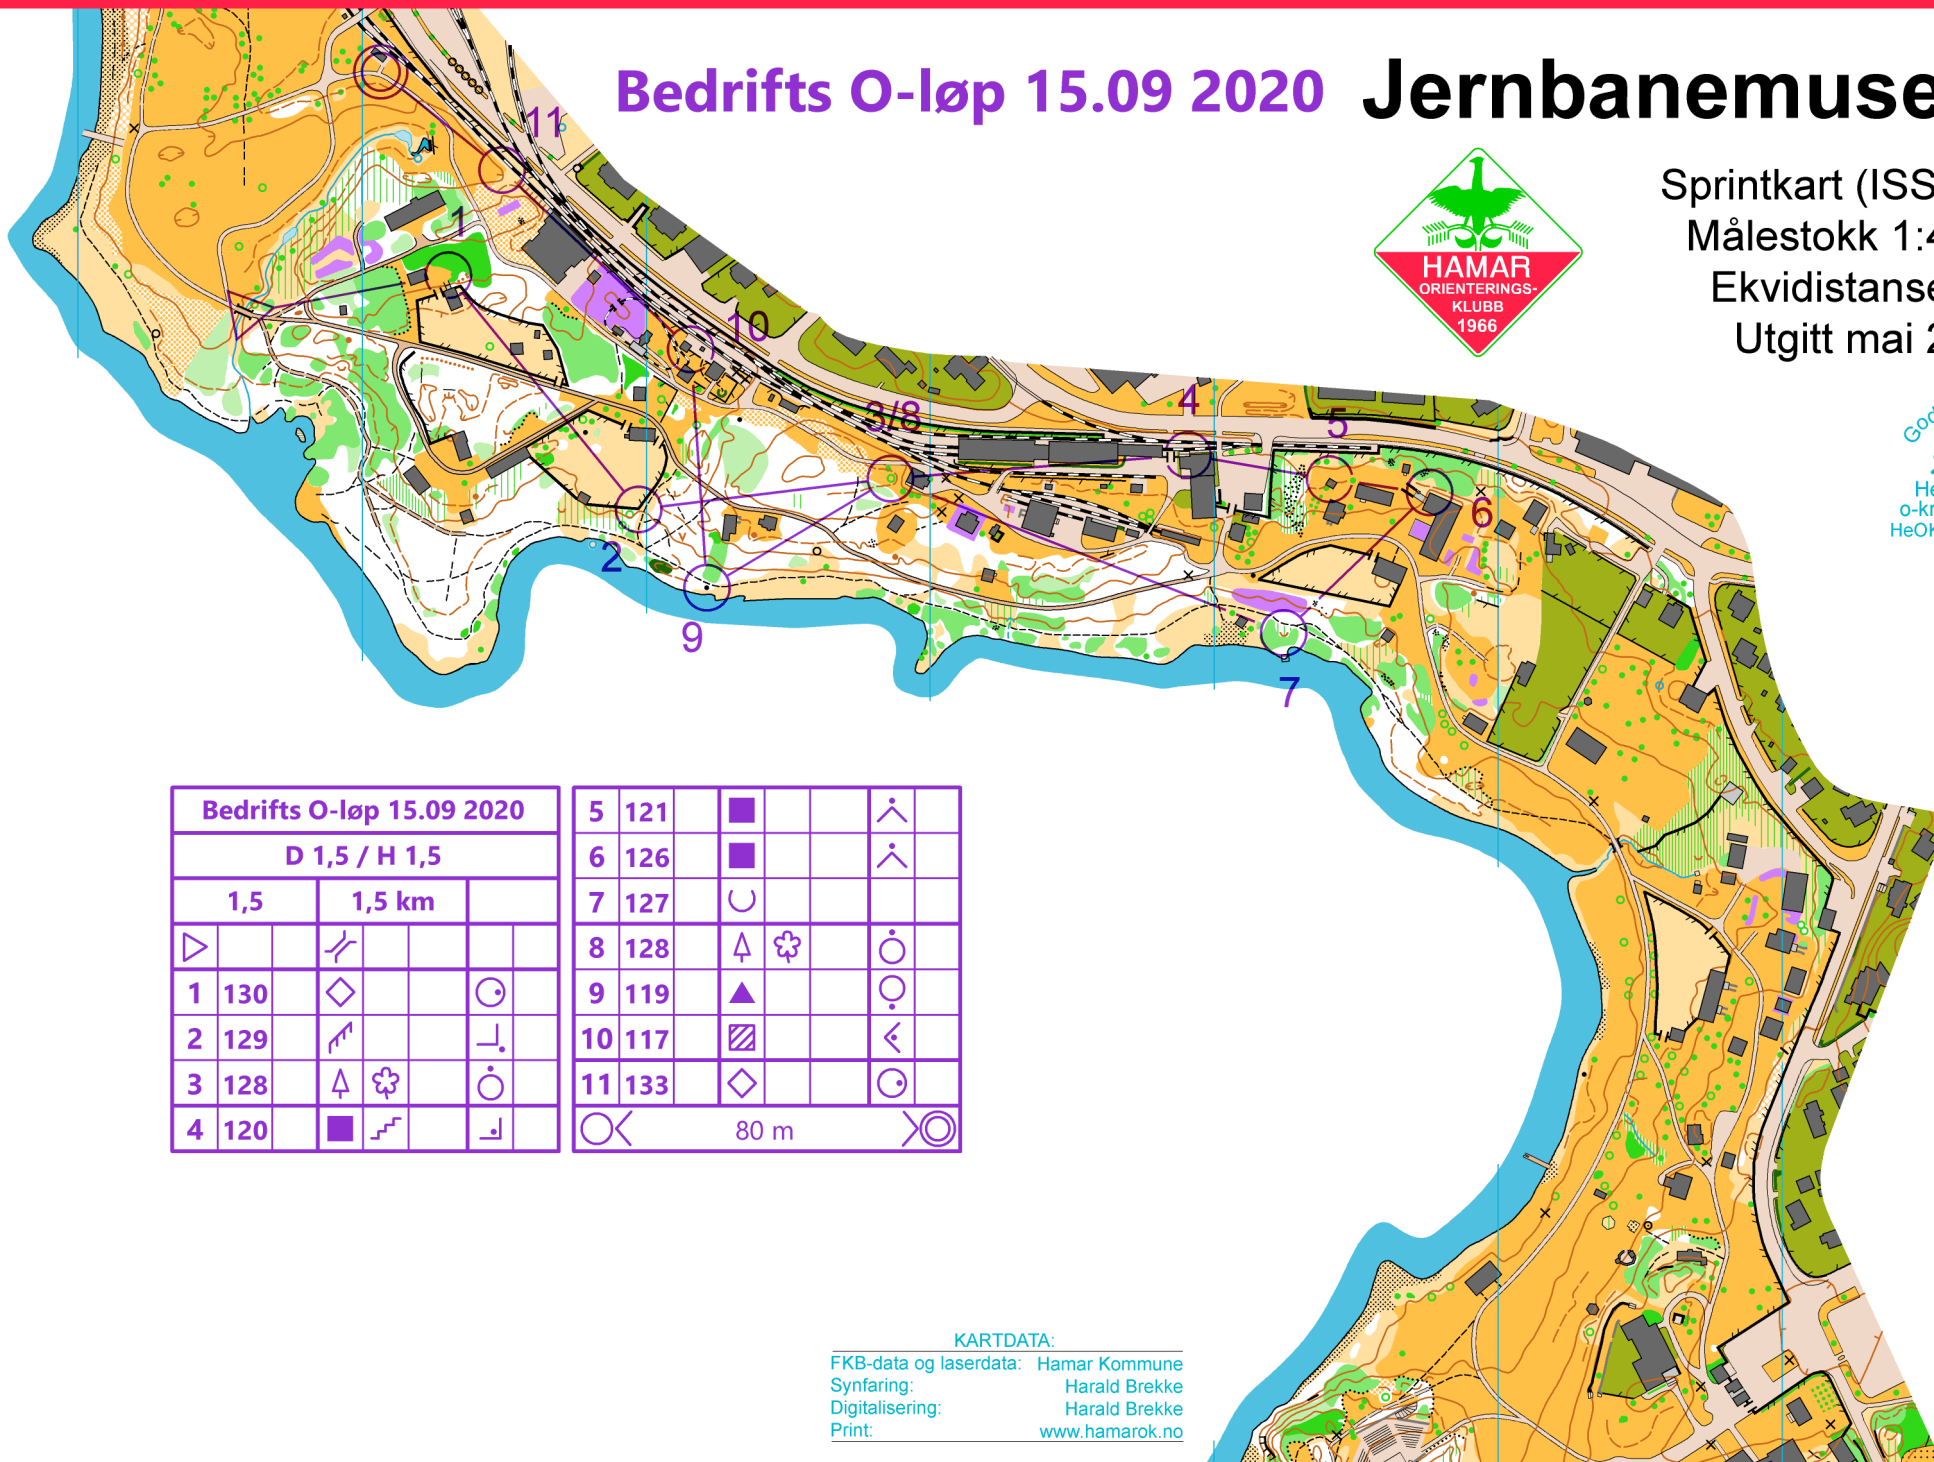 Bedrifts O-løp 15.09 2020
Jernbanemuse
Sprintkart (ISS
Målestokk 1:4
Ekvidistanse
Utgitt mai 2
HAMAR
ORIENTERINGS-
KLUBB
1966
God
He
o-kr
HeOK
11
1
10
3/8
4
5
6
2
9
7
Bedrifts O-løp 15.09 2020
D 1,5 / H 1,5
1,5 1,5 km
1 130
2 129
3 128
4 120
5 121
6 126
7 127
8 128
9 119
10 117
11 133
80 m
KARTDATA:
FKB-data og laserdata: Hamar Kommune
Synfaring: Harald Brekke
Digitalisering: Harald Brekke
Print: www.hamarok.no